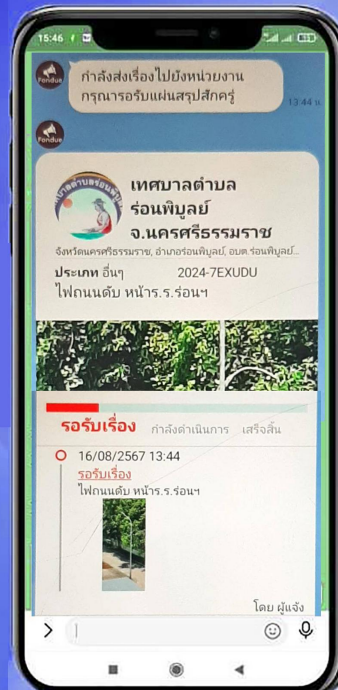 15:46
Fondue
กำลังส่งเรื่องไปยังหน่วยงาน
กรุณารอรับแผ่นสรุปสักครู่
13:44 น
Fondue
เทศบาลตำบล
ร่อนพิบูลย์
จ.นครศรีธรรมราช
จังหวัดนครศรีธรรมราช, อำเภอร่อนพิบูลย์, อบต.ร่อนพิบูลย์...
ประเภท อื่นๆ 2024-7EXUDU
ไฟถนนดับ หน้าร.ร.ร่อนฯ
รอรับเรื่อง กำลังดำเนินการ เสร็จสิ้น
16/08/2567 13:44
รอรับเรื่อง
ไฟถนนดับ หน้าร.ร.ร่อนฯ
โดย ผู้แจ้ง